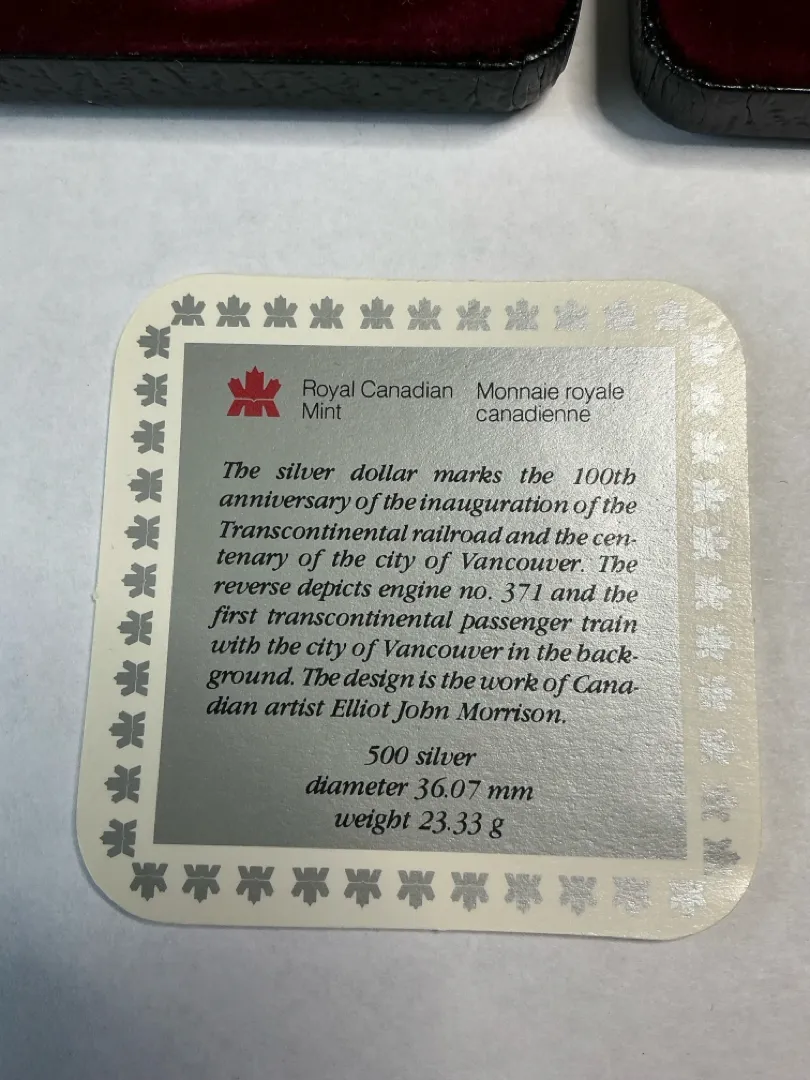 Royal Canadian Mint
Monnaie royale canadienne
The silver dollar marks the 100th
anniversary of the inauguration of the
Transcontinental railroad and the cen-
tenary of the city of Vancouver. The
reverse depicts engine no. 371 and the
first transcontinental passenger train
with the city of Vancouver in the back-
ground. The design is the work of Cana-
dian artist Elliot John Morrison.
500 silver
diameter 36.07 mm
weight 23.33 g